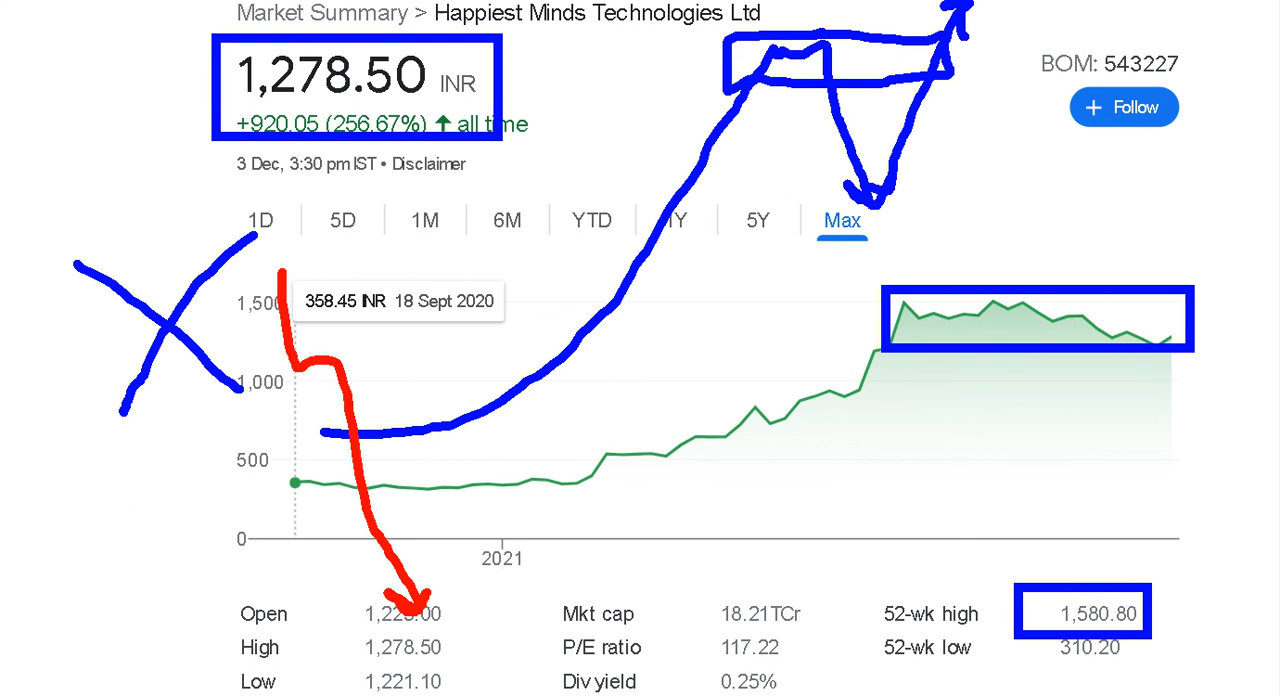 Market Summary > Happiest Minds Technologies Ltd
1,278.50 INR
+920.05 (256.67%) ↑ all time
3 Dec, 3:30 pm IST • Disclaimer
BOM: 543227
+ Follow
1D 5D 1M 6M YTD 1Y 5Y Max
358.45 INR 18 Sept 2020
1,500
1,000
500
0
2021
Open 1,225.00 Mkt cap 18.21TCr 52-wk high 1,580.80
High 1,278.50 P/E ratio 117.22 52-wk low 310.20
Low 1,221.10 Div yield 0.25%